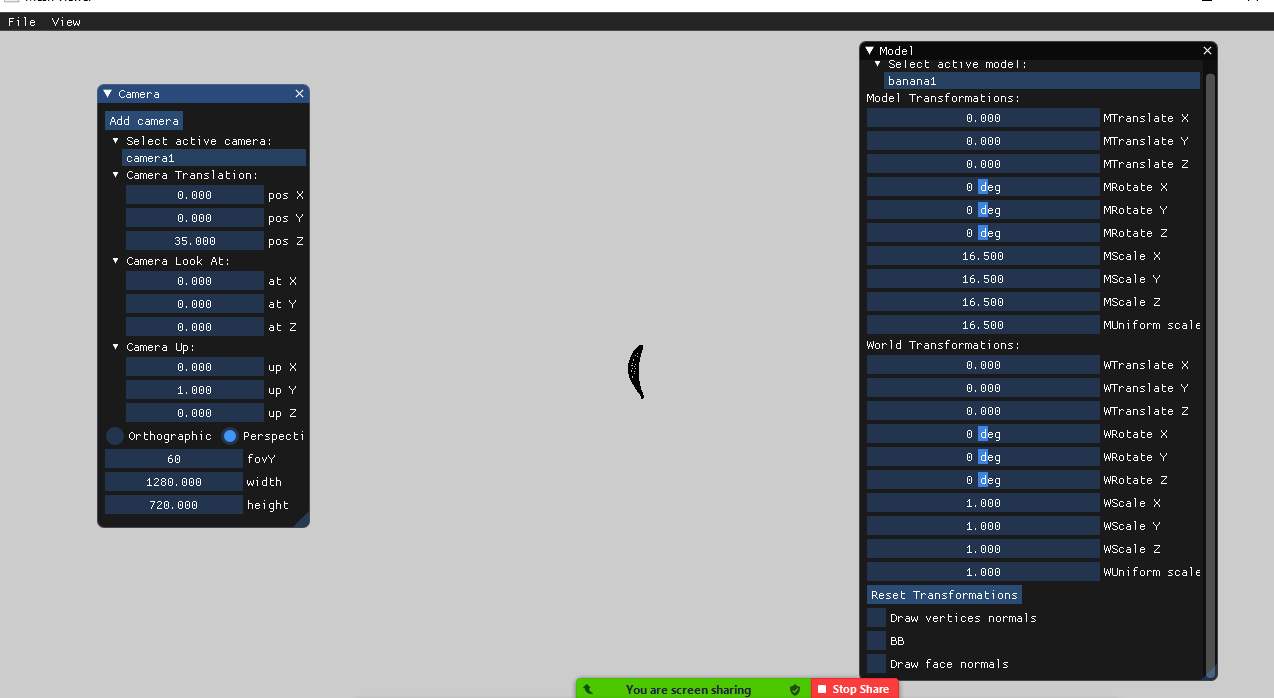 File View
Camera
Add camera
Select active camera:
camera1
Camera Translation:
0.000 pos X
0.000 pos Y
35.000 pos Z
Camera Look At:
0.000 at X
0.000 at Y
0.000 at Z
Camera Up:
0.000 up X
1.000 up Y
0.000 up Z
Orthographic Perspecti
60 fovY
1280.000 width
720.000 height
Model
Select active model:
banana1
Model Transformations:
0.000 MTranslate X
0.000 MTranslate Y
0.000 MTranslate Z
0 deg MRotate X
0 deg MRotate Y
0 deg MRotate Z
16.500 MScale X
16.500 MScale Y
16.500 MScale Z
16.500 MUniform scale
World Transformations:
0.000 WTranslate X
0.000 WTranslate Y
0.000 WTranslate Z
0 deg WRotate X
0 deg WRotate Y
0 deg WRotate Z
1.000 WScale X
1.000 WScale Y
1.000 WScale Z
1.000 WUniform scale
Reset Transformations
Draw vertices normals
BB
Draw face normals
You are screen sharing Stop Share